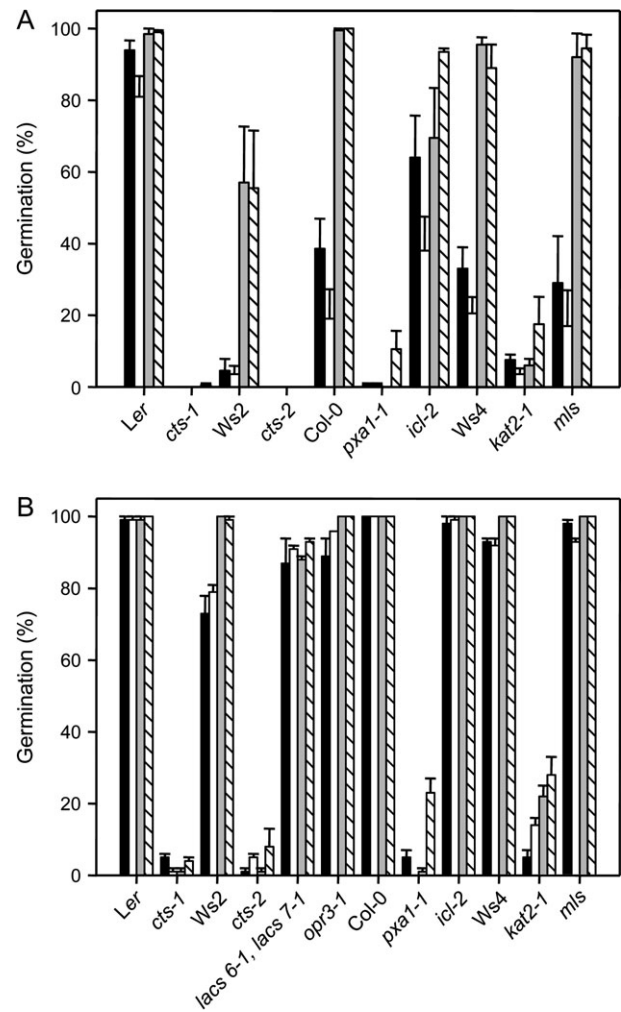 A
Germination (%)
100
80
60
40
20
0
Ler
cts-1
Ws2
cts-2
Col-0
pxa1-1
icl-2
Ws4
kat2-1
mls
B
Germination (%)
100
80
60
40
20
0
Ler
cts-1
Ws2
cts-2
lacs 6-1, lacs 7-1
opr3-1
Col-0
pxa1-1
icl-2
Ws4
kat2-1
mls